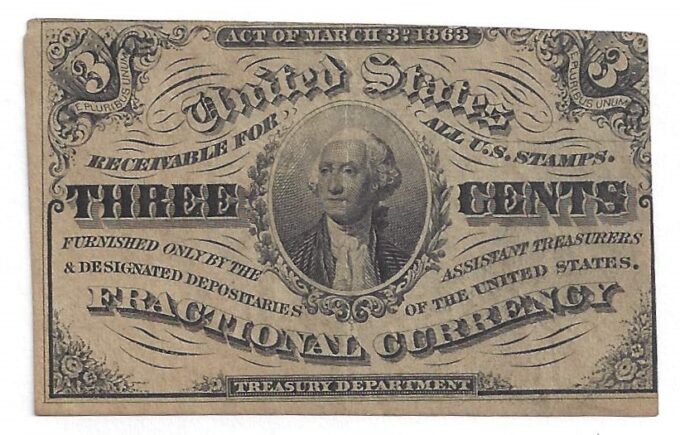 ACT OF MARCH 3D 1863
3
E PLURIBUS UNUM
3
E PLURIBUS UNUM
United States
RECEIVABLE FOR ALL U.S. STAMPS.
THREE CENTS
FURNISHED ONLY BY THE ASSISTANT TREASURERS
& DESIGNATED DEPOSITARIES OF THE UNITED STATES.
FRACTIONAL CURRENCY
TREASURY DEPARTMENT